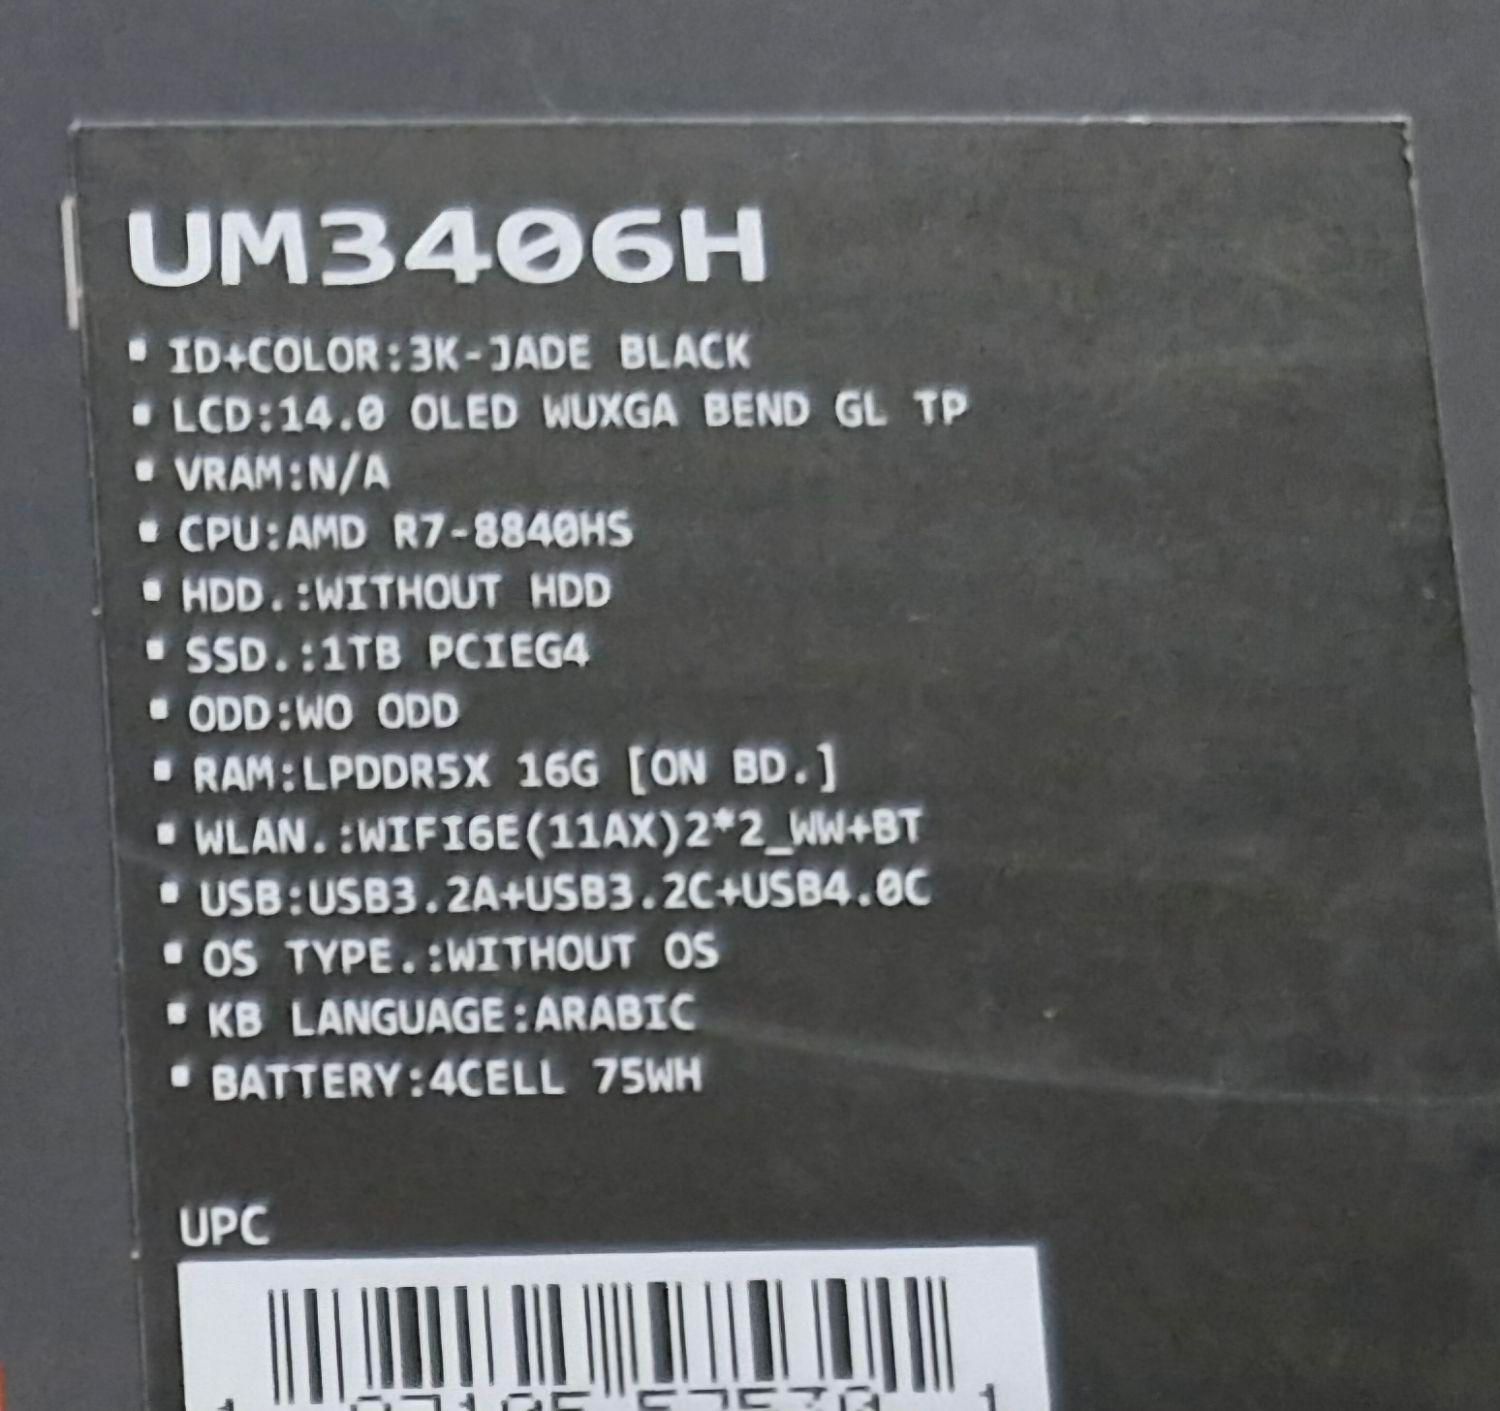 UM3406H
▪ ID+COLOR:3K-JADE BLACK
▪ LCD:14.0 OLED WUXGA BEND GL TP
▪ VRAM:N/A
▪ CPU:AMD R7-8840HS
▪ HDD.:WITHOUT HDD
▪ SSD.:1TB PCIEG4
▪ ODD:WO ODD
▪ RAM:LPDDR5X 16G [ON BD.]
▪ WLAN.:WIFI6E(11AX)2*2_WW+BT
▪ USB:USB3.2A+USB3.2C+USB4.0C
▪ OS TYPE.:WITHOUT OS
▪ KB LANGUAGE:ARABIC
▪ BATTERY:4CELL 75WH
UPC